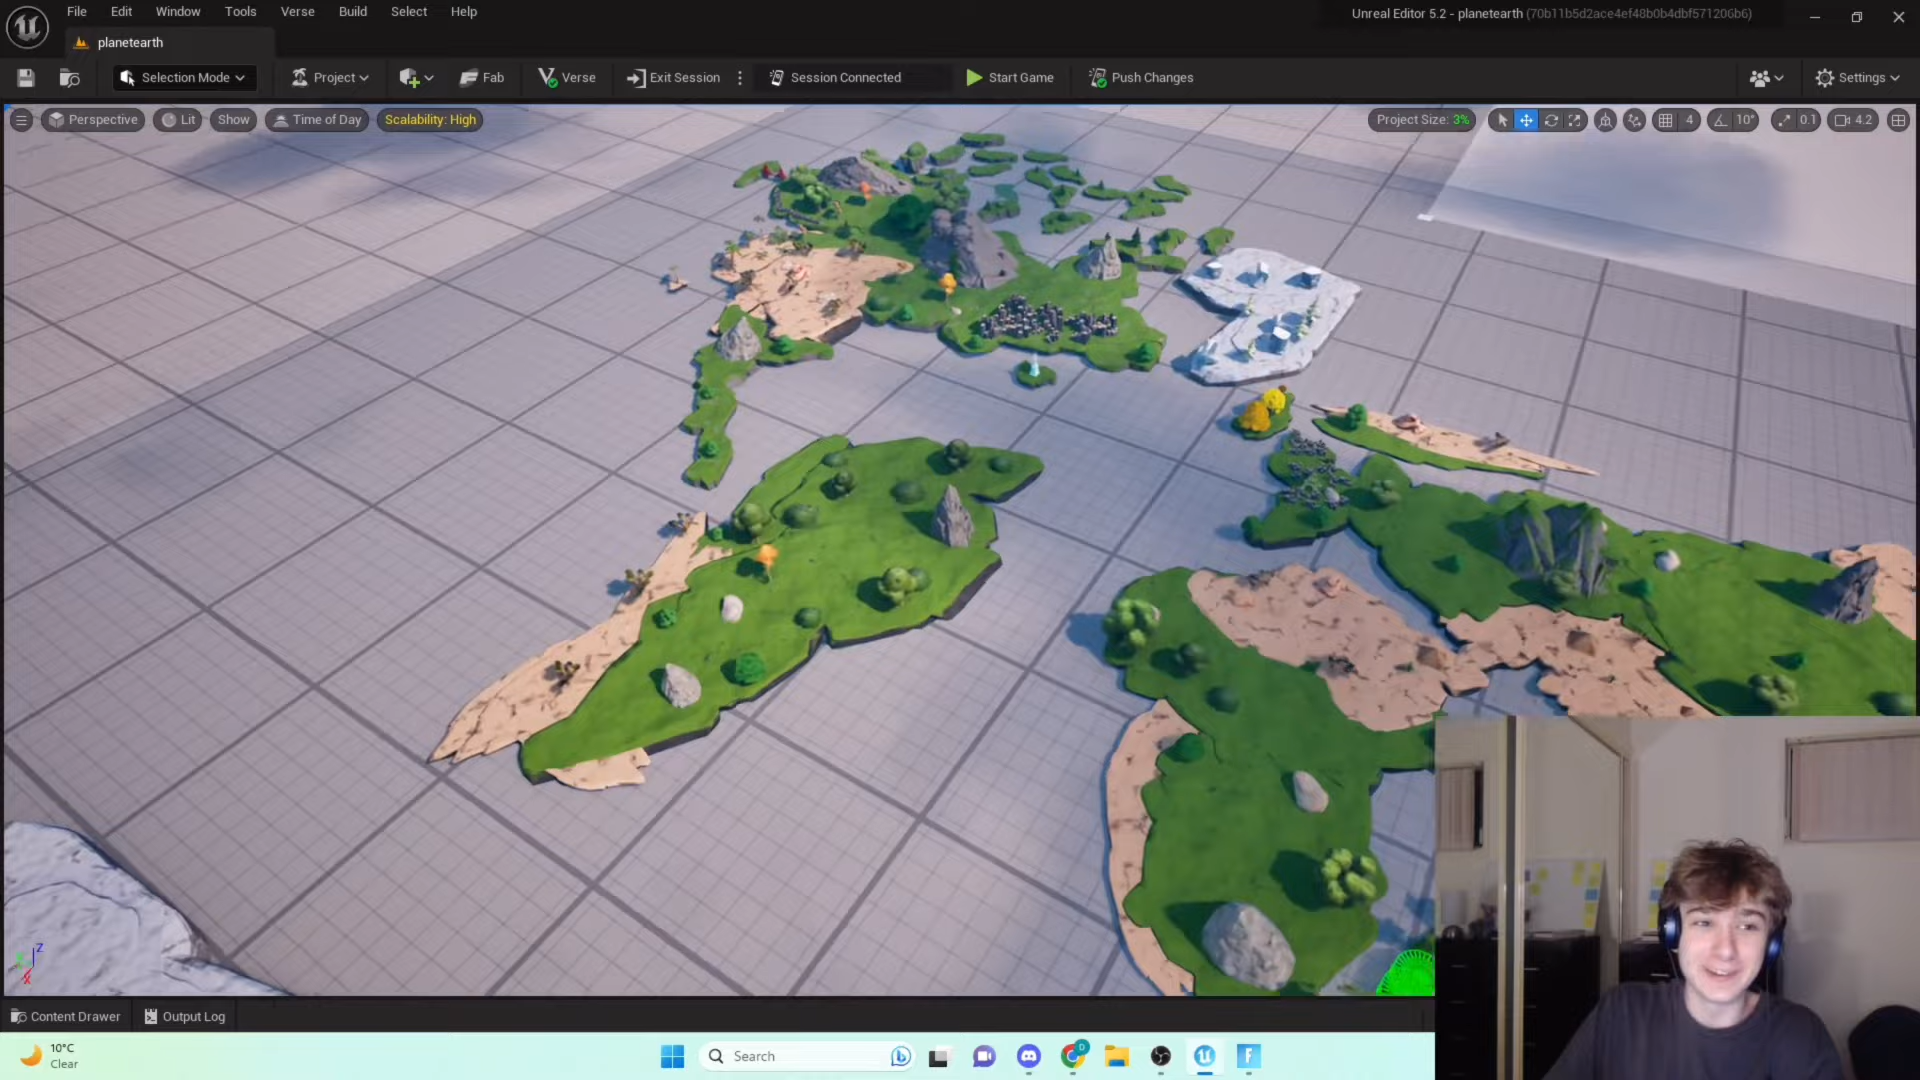 File Edit Window Tools Verse Build Select Help
Unreal Editor 5.2 - planetearth (70b11b5d2ace4ef48b0b4dbf571206b6)
planetearth
Selection Mode Project Fab Verse Exit Session Session Connected Start Game Push Changes Settings
Perspective Lit Show Time of Day Scalability: High Project Size: 3% 4 10° 0.1 4.2
Z
X
Content Drawer Output Log
10°C
Clear
Search